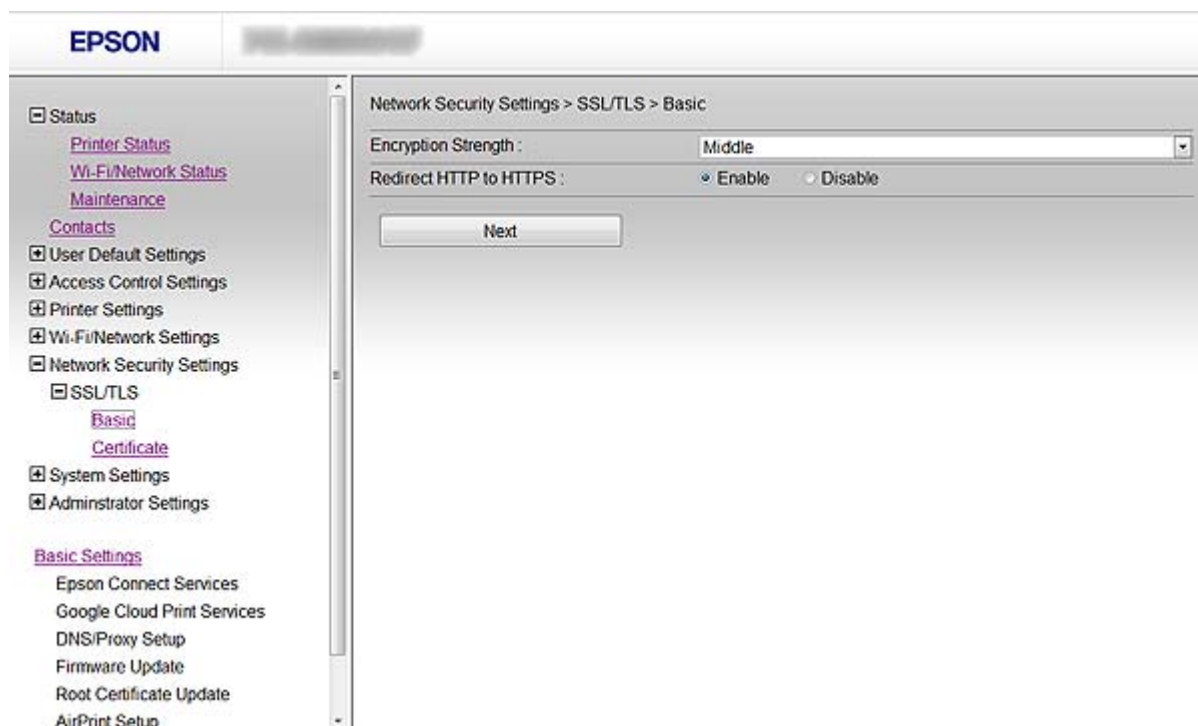 EPSON
Status
Printer Status
Wi-Fi/Network Status
Maintenance
Contacts
User Default Settings
Access Control Settings
Printer Settings
Wi-Fi/Network Settings
Network Security Settings
SSL/TLS
Basic
Certificate
System Settings
Adminstrator Settings
Basic Settings
Epson Connect Services
Google Cloud Print Services
DNS/Proxy Setup
Firmware Update
Root Certificate Update
AirPrint Setup
Network Security Settings > SSL/TLS > Basic
Encryption Strength : Middle
Redirect HTTP to HTTPS : Enable Disable
Next